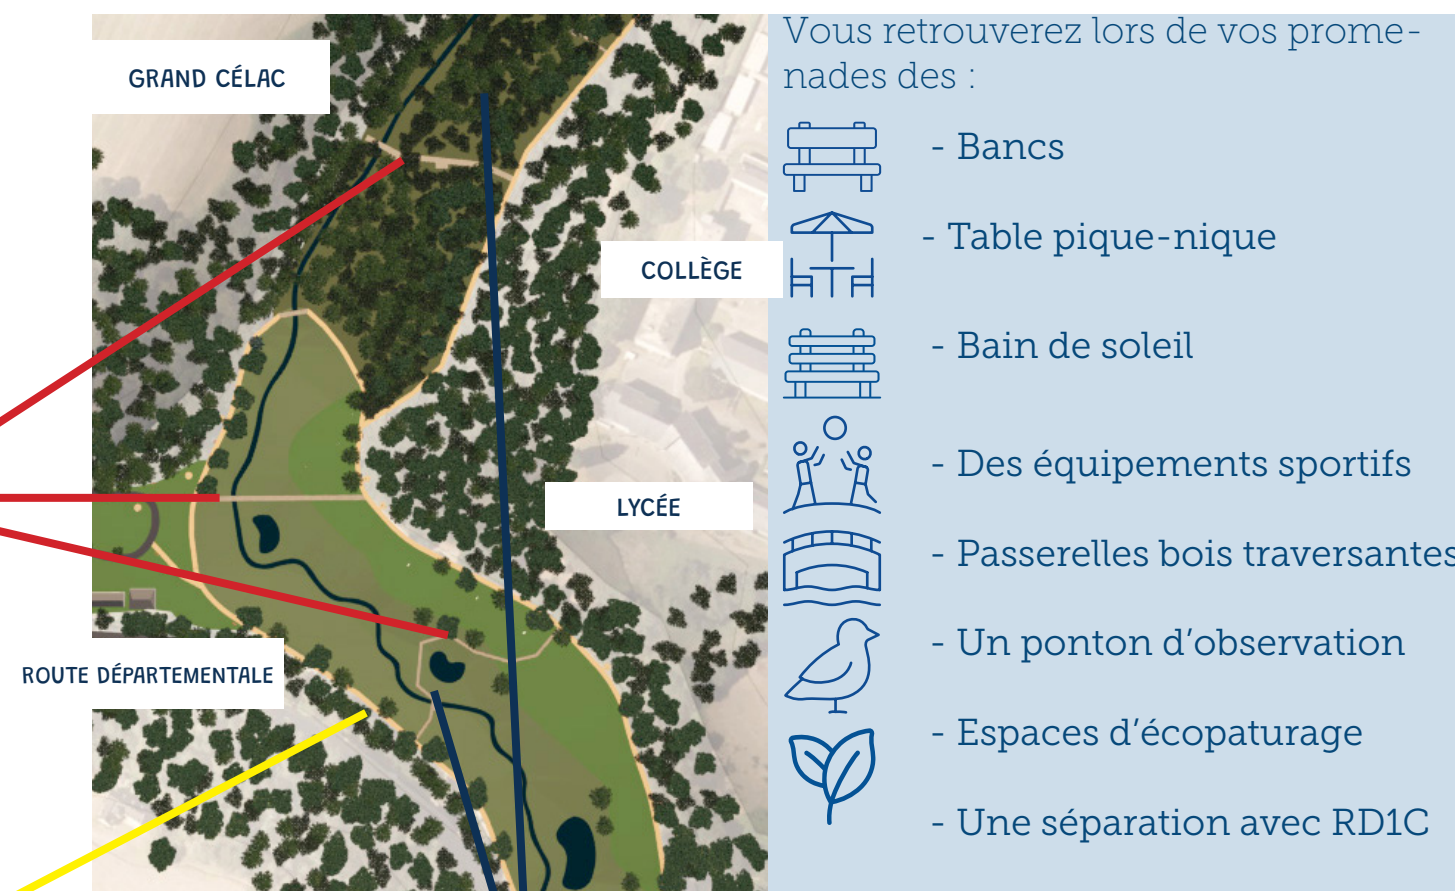 GRAND CÉLAC
COLLÈGE
LYCÉE
ROUTE DÉPARTEMENTALE
Vous retrouverez lors de vos prome-
nades des :
- Bancs
- Table pique-nique
- Bain de soleil
- Des équipements sportifs
- Passerelles bois traversantes
- Un ponton d’observation
- Espaces d’écopaturage
- Une séparation avec RD1C